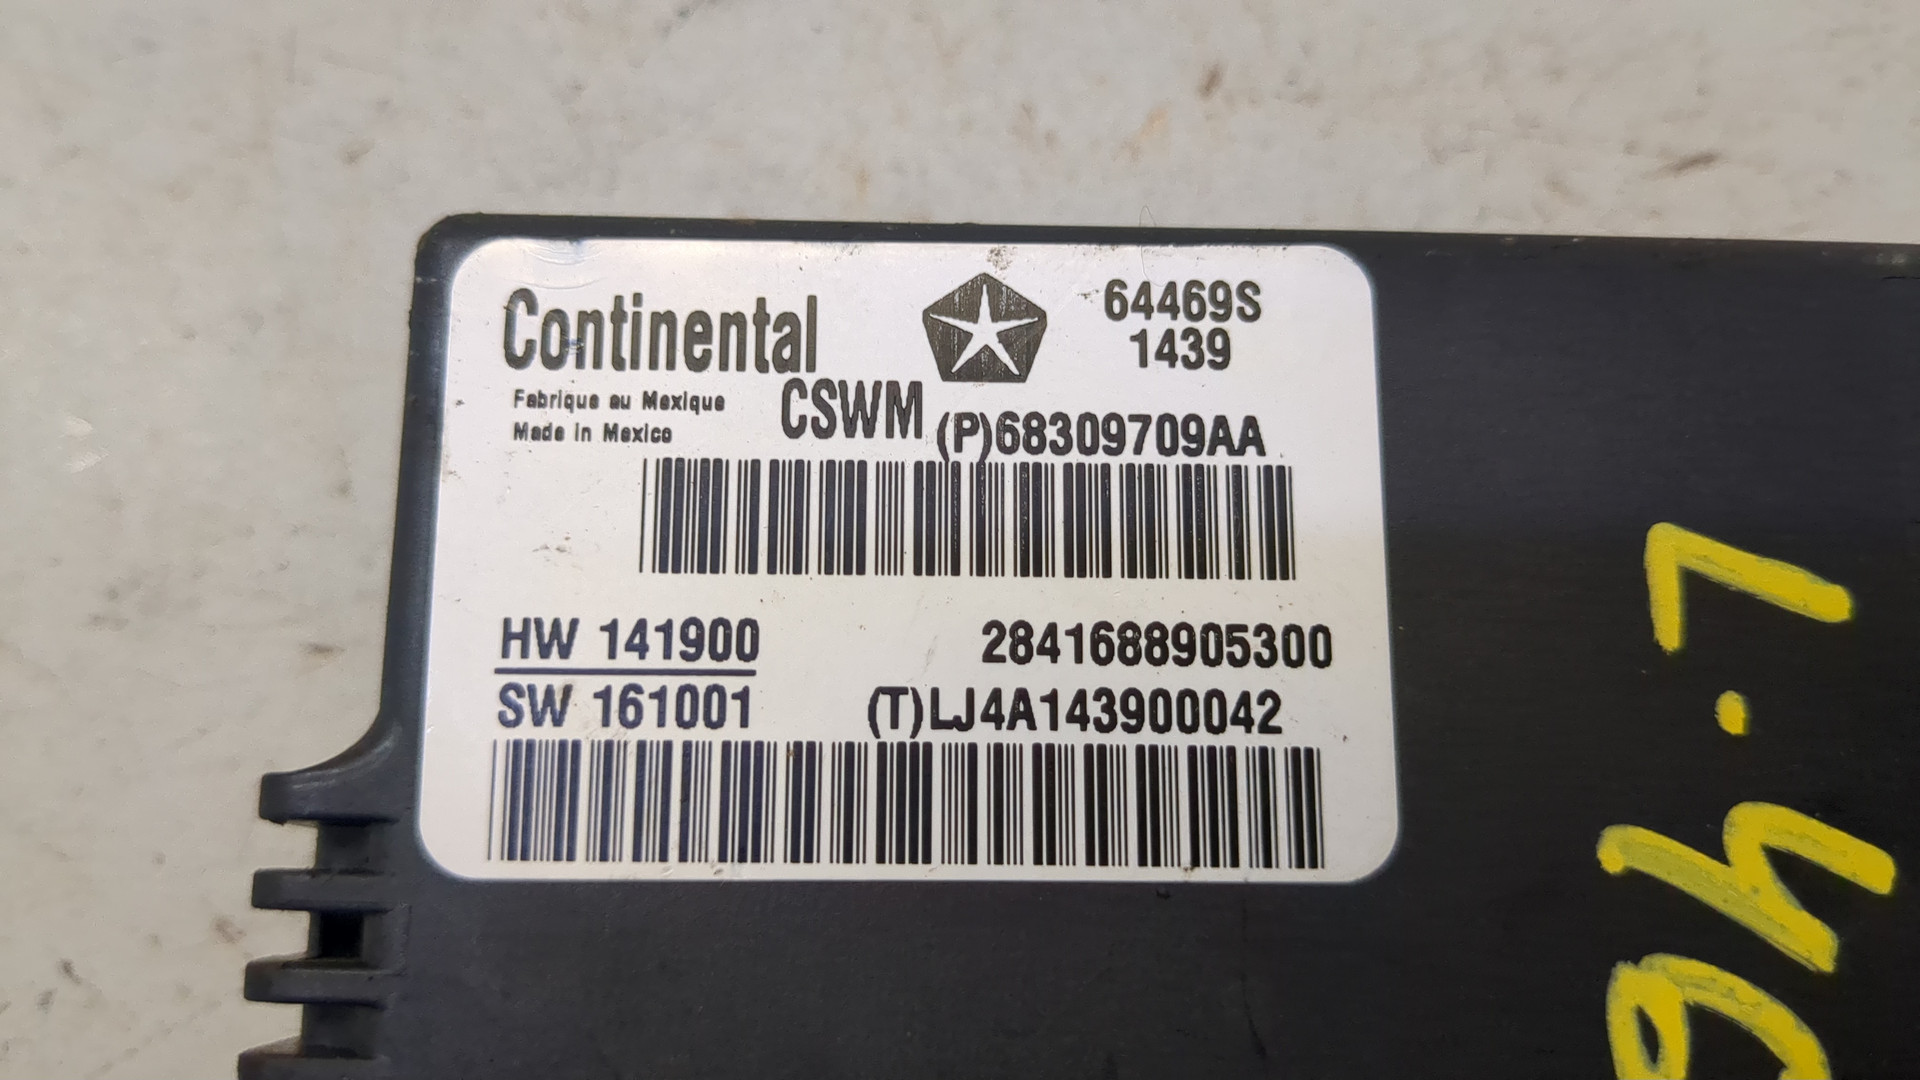 Continental
64469S
1439
Fabrique au Mexique
Made in Mexico
CSWM
(P)68309709AA
HW 141900
2841688905300
SW 161001
(T)LJ4A143900042